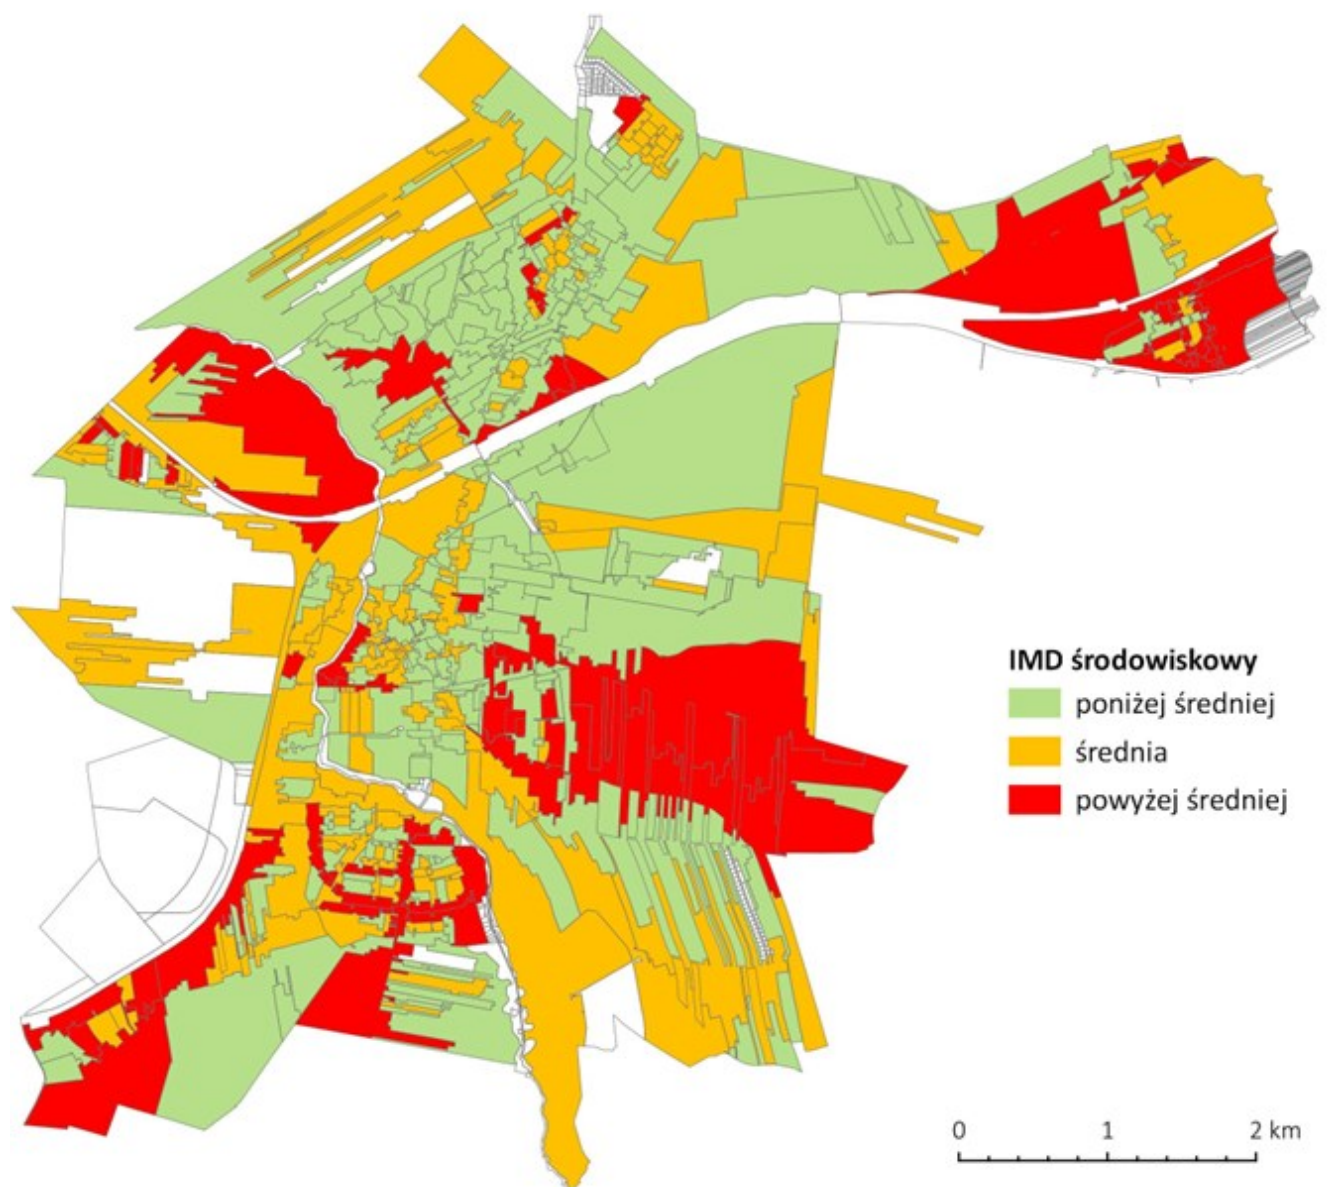 IMD środowiskowy
poniżej średniej
średnia
powyżej średniej
0 1 2 km